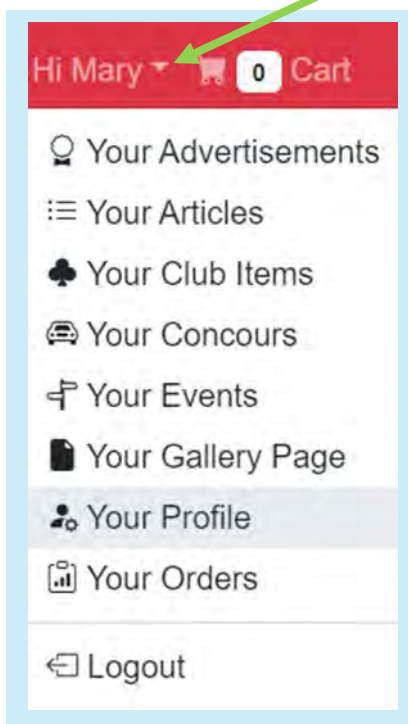 Hi Mary 0 Cart
Your Advertisements
Your Articles
Your Club Items
Your Concours
Your Events
Your Gallery Page
Your Profile
Your Orders
Logout